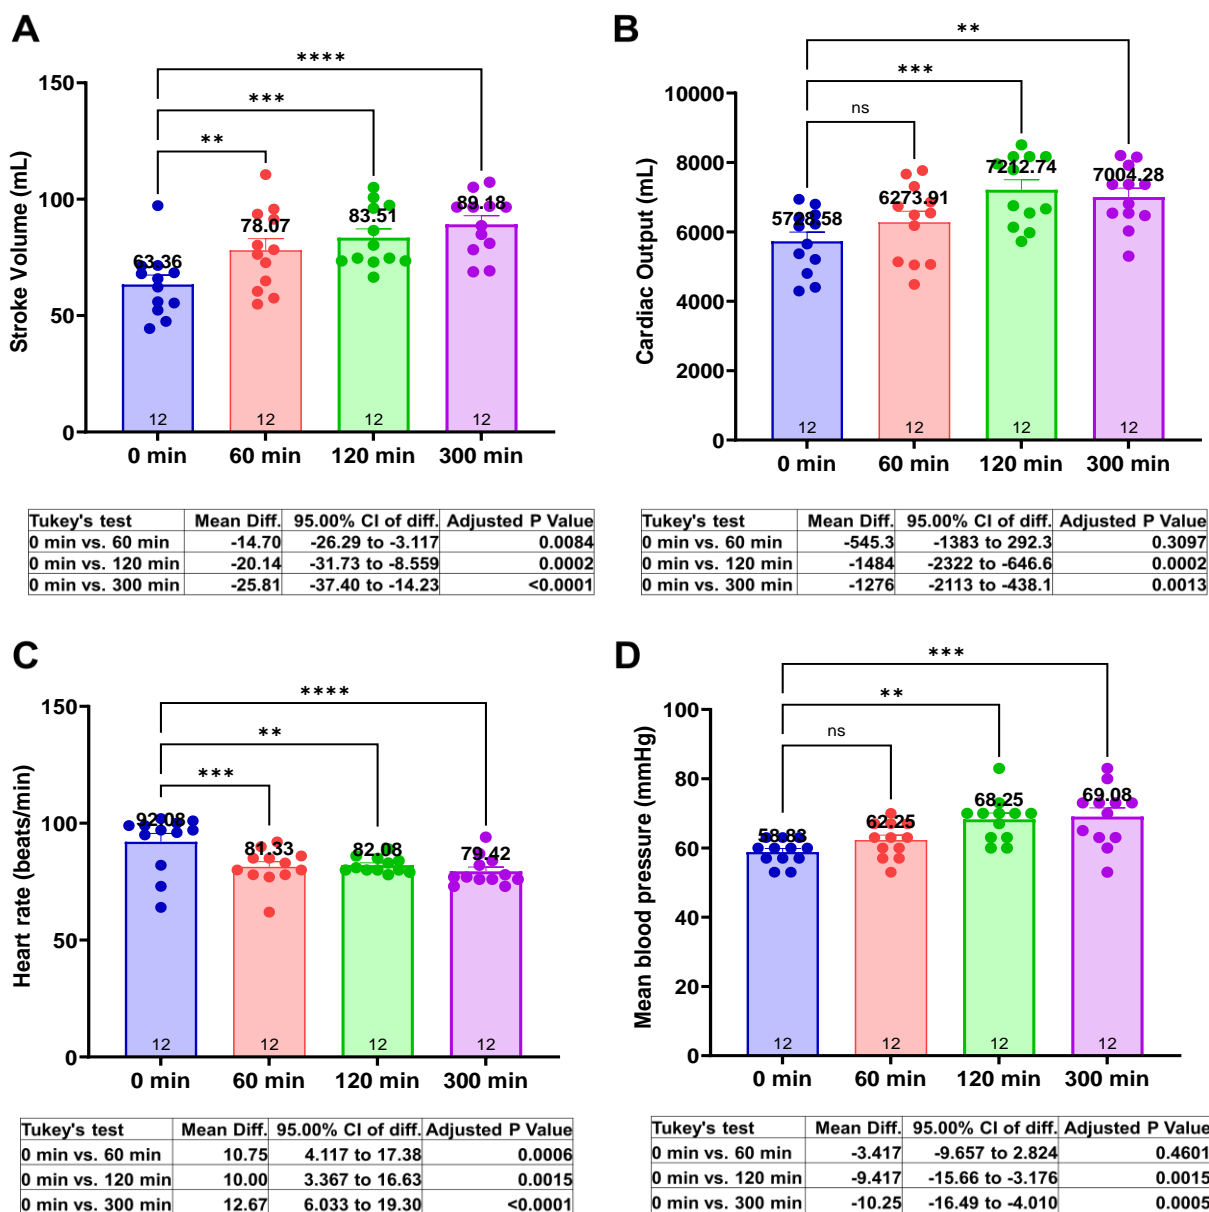 A
****
***
**
150
100
50
0
Stroke Volume (mL)
63.36
78.07
83.51
89.18
12 12 12 12
0 min 60 min 120 min 300 min
Tukey's test Mean Diff. 95.00% CI of diff. Adjusted P Value
0 min vs. 60 min -14.70 -26.29 to -3.117 0.0084
0 min vs. 120 min -20.14 -31.73 to -8.559 0.0002
0 min vs. 300 min -25.81 -37.40 to -14.23 <0.0001
B
**
***
ns
10000
8000
6000
4000
2000
0
Cardiac Output (mL)
6273.91
7212.74
7004.28
12 12 12 12
0 min 60 min 120 min 300 min
Tukey's test Mean Diff. 95.00% CI of diff. Adjusted P Value
0 min vs. 60 min -545.3 -1383 to 292.3 0.3097
0 min vs. 120 min -1484 -2322 to -646.6 0.0002
0 min vs. 300 min -1276 -2113 to -438.1 0.0013
C
****
**
***
150
100
50
0
Heart rate (beats/min)
92.08
81.33
82.08
79.42
12 12 12 12
0 min 60 min 120 min 300 min
Tukey's test Mean Diff. 95.00% CI of diff. Adjusted P Value
0 min vs. 60 min 10.75 4.117 to 17.38 0.0006
0 min vs. 120 min 10.00 3.367 to 16.63 0.0015
0 min vs. 300 min 12.67 6.033 to 19.30 <0.0001
D
***
**
ns
100
80
60
40
20
0
Mean blood pressure (mmHg)
58.83
62.25
68.25
69.08
12 12 12 12
0 min 60 min 120 min 300 min
Tukey's test Mean Diff. 95.00% CI of diff. Adjusted P Value
0 min vs. 60 min -3.417 -9.657 to 2.824 0.4601
0 min vs. 120 min -9.417 -15.66 to -3.176 0.0015
0 min vs. 300 min -10.25 -16.49 to -4.010 0.0005